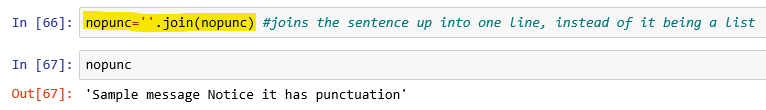 In [66]: nopunc=''.join(nopunc) #joins the sentence up into one line, instead of it being a list
In [67]: nopunc
Out[67]: 'Sample message Notice it has punctuation'